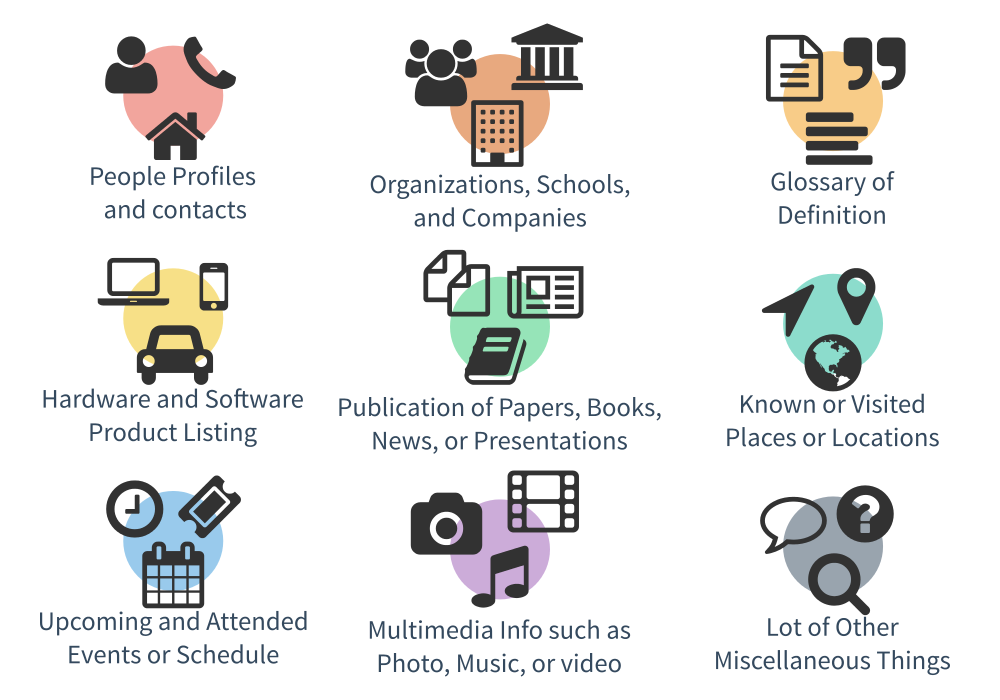 People Profiles
and contacts
Organizations, Schools,
and Companies
Glossary of
Definition
Hardware and Software
Product Listing
Publication of Papers, Books,
News, or Presentations
Known or Visited
Places or Locations
Upcoming and Attended
Events or Schedule
Multimedia Info such as
Photo, Music, or video
Lot of Other
Miscellaneous Things